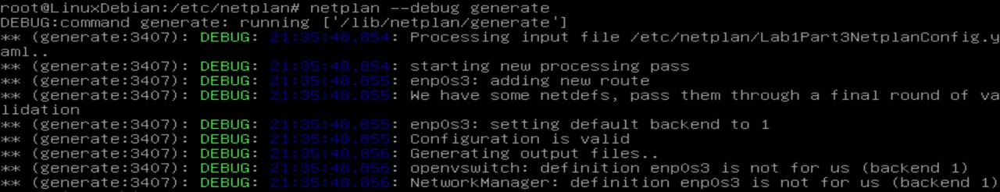 root@LinuxDebian:/etc/netplan# netplan --debug generate
DEBUG:command generate: running ['/lib/netplan/generate']
** (generate:3407): DEBUG: 21:35:48.854: Processing input file /etc/netplan/Lab1Part3NetplanConfig.y
aml..
** (generate:3407): DEBUG: 21:35:48.854: starting new processing pass
** (generate:3407): DEBUG: 21:35:48.855: enp0s3: adding new route
** (generate:3407): DEBUG: 21:35:48.855: We have some netdefs, pass them through a final round of va
lidation
** (generate:3407): DEBUG: 21:35:48.855: enp0s3: setting default backend to 1
** (generate:3407): DEBUG: 21:35:48.855: Configuration is valid
** (generate:3407): DEBUG: 21:35:48.856: Generating output files..
** (generate:3407): DEBUG: 21:35:48.856: openvswitch: definition enp0s3 is not for us (backend 1)
** (generate:3407): DEBUG: 21:35:48.856: NetworkManager: definition enp0s3 is not for us (backend 1)